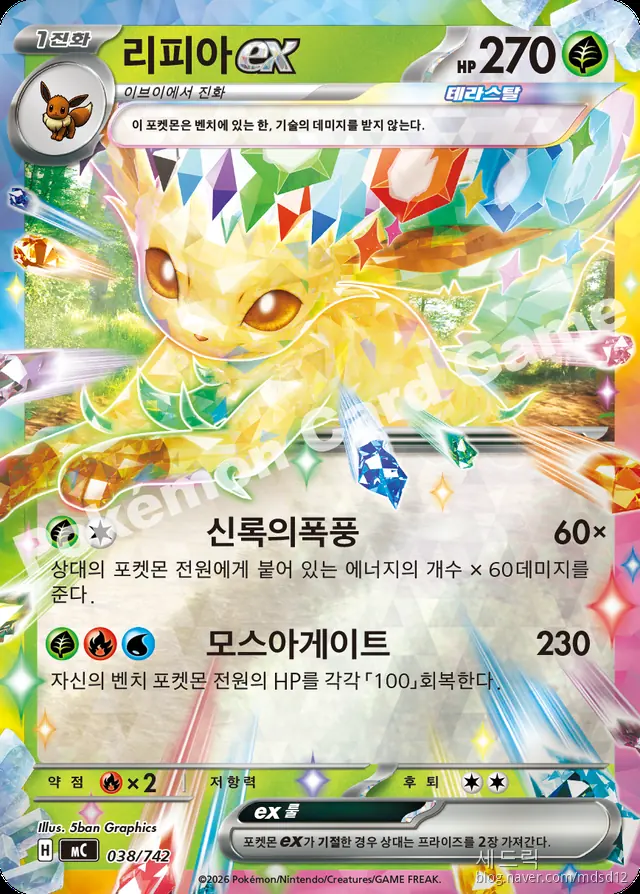 1진화
리피아ex
HP270
이브이에서 진화
테라스탈
이 포켓몬은 벤치에 있는 한, 기술의 데미지를 받지 않는다.
Pokémon Card Game
신록의폭풍 60×
상대의 포켓몬 전원에게 붙어 있는 에너지의 개수 × 60데미지를
준다.
모스아게이트 230
자신의 벤치 포켓몬 전원의 HP를 각각 「100」회복한다.
약점 ×2 저항력 후퇴
ex 룰
포켓몬 ex가 기절한 경우 상대는 프라이즈를 2장 가져간다.
Illus. 5ban Graphics
H mC 038/742
©2026 Pokémon/Nintendo/Creatures/GAME FREAK.
세드릭
blog.naver.com/mdsd12